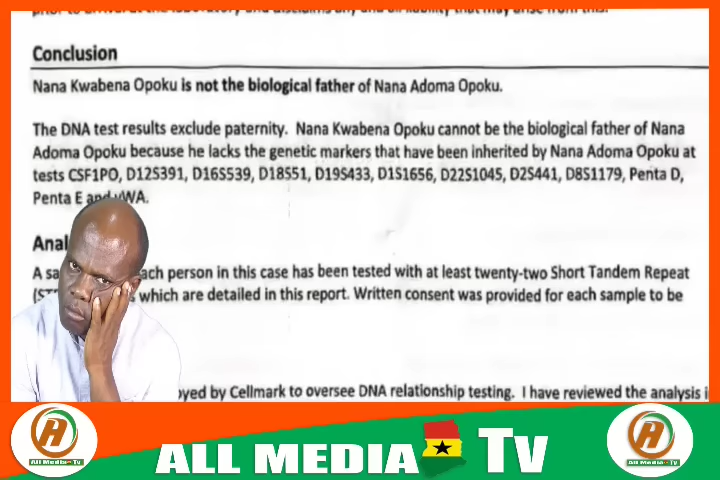 Conclusion
Nana Kwabena Opoku is not the biological father of Nana Adoma Opoku.
The DNA test results exclude paternity. Nana Kwabena Opoku cannot be the biological father of Nana
Adoma Opoku because he lacks the genetic markers that have been inherited by Nana Adoma Opoku at
tests CSF1PO, D12S391, D16S539, D18S51, D19S433, D1S1656, D22S1045, D2S441, D8S1179, Penta D,
Penta E and vWA.
Anal
A sa ach person in this case has been tested with at least twenty-two Short Tandem Repeat
which are detailed in this report. Written consent was provided for each sample to be
oyed by Cellmark to oversee DNA relationship testing. I have reviewed the analysis i
All Media Tv
ALL MEDIA TV
All Media Tv